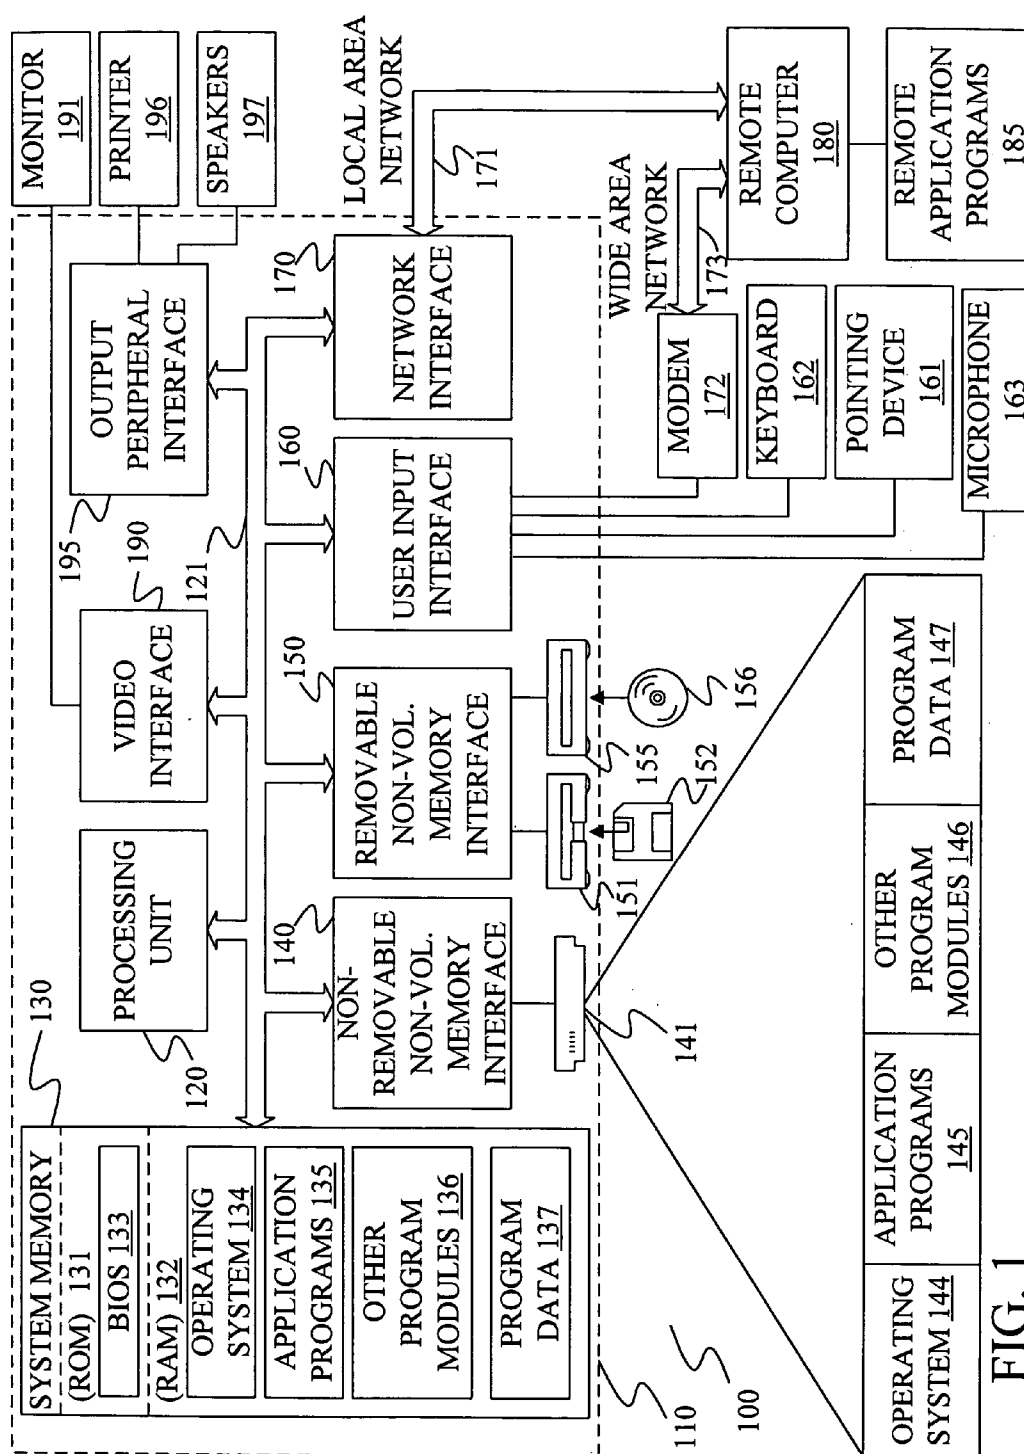 SYSTEM MEMORY
(ROM) 131
BIOS 133
(RAM) 132
OPERATING
SYSTEM 134
APPLICATION
PROGRAMS 135
OTHER
PROGRAM
MODULES 136
PROGRAM
DATA 137
130
PROCESSING
UNIT
120
VIDEO
INTERFACE
190
121
OUTPUT
PERIPHERAL
INTERFACE
195
MONITOR
191
PRINTER
196
SPEAKERS
197
NON-
REMOVABLE
NON-VOL.
MEMORY
INTERFACE
140
REMOVABLE
NON-VOL.
MEMORY
INTERFACE
150
USER INPUT
INTERFACE
160
NETWORK
INTERFACE
170
LOCAL AREA
NETWORK
171
141
151
152
155
156
WIDE AREA
NETWORK
173
MODEM
172
KEYBOARD
162
POINTING
DEVICE
161
MICROPHONE
163
REMOTE
COMPUTER
180
REMOTE
APPLICATION
PROGRAMS
185
110
100
OPERATING
SYSTEM 144
APPLICATION
PROGRAMS
145
OTHER
PROGRAM
MODULES 146
PROGRAM
DATA 147
FIG. 1